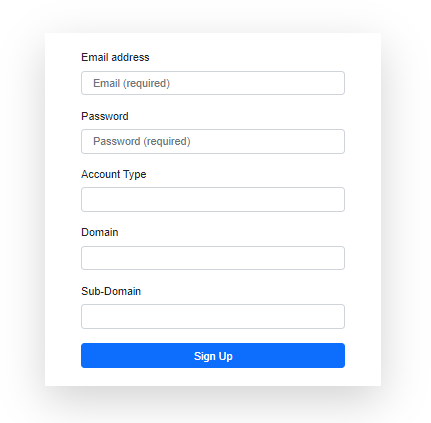 Email address
Email (required)
Password
Password (required)
Account Type
Domain
Sub-Domain
Sign Up